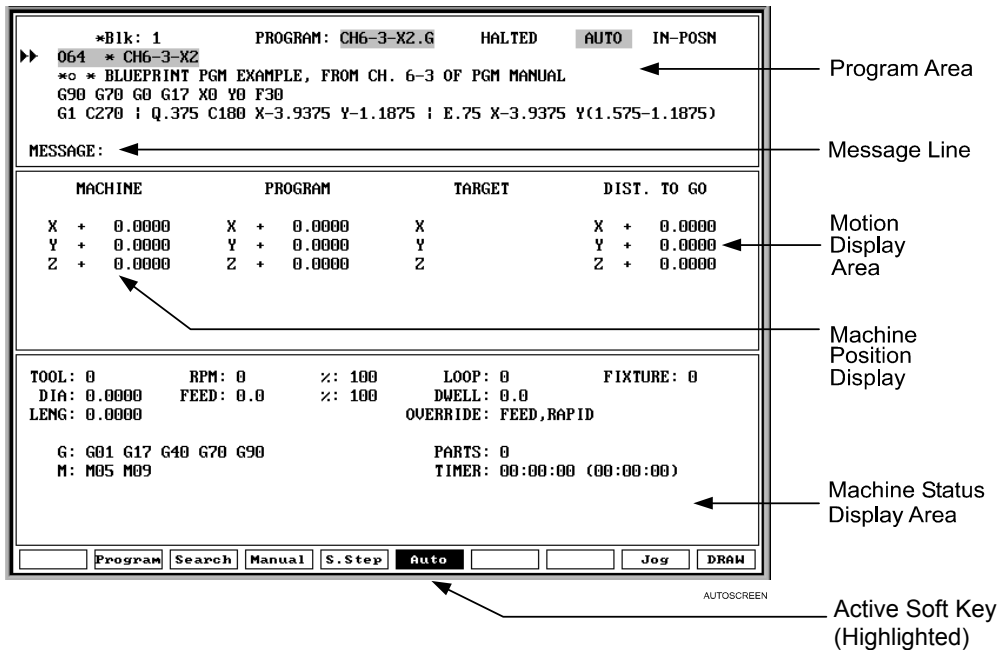 *Blk: 1 PROGRAM: CH6-3-X2.G HALTED AUTO IN-POSN
O64 * CH6-3-X2
*o * BLUEPRINT PGM EXAMPLE, FROM CH. 6-3 OF PGM MANUAL
G90 G70 G0 G17 X0 Y0 F30
G1 C270 ¦ Q.375 C180 X-3.9375 Y-1.1875 ¦ E.75 X-3.9375 Y(1.575-1.1875)
MESSAGE:
MACHINE PROGRAM TARGET DIST. TO GO
X + 0.0000 X + 0.0000 X X + 0.0000
Y + 0.0000 Y + 0.0000 Y Y + 0.0000
Z + 0.0000 Z + 0.0000 Z Z + 0.0000
TOOL: 0 RPM: 0 %: 100 LOOP: 0 FIXTURE: 0
DIA: 0.0000 FEED: 0.0 %: 100 DWELL: 0.0
LENG: 0.0000 OVERRIDE: FEED,RAPID
G: G01 G17 G40 G70 G90 PARTS: 0
M: M05 M09 TIMER: 00:00:00 (00:00:00)
Program Search Manual S.Step Auto Jog DRAW
AUTOSCREEN
Program Area
Message Line
Motion
Display
Area
Machine
Position
Display
Machine Status
Display Area
Active Soft Key
(Highlighted)